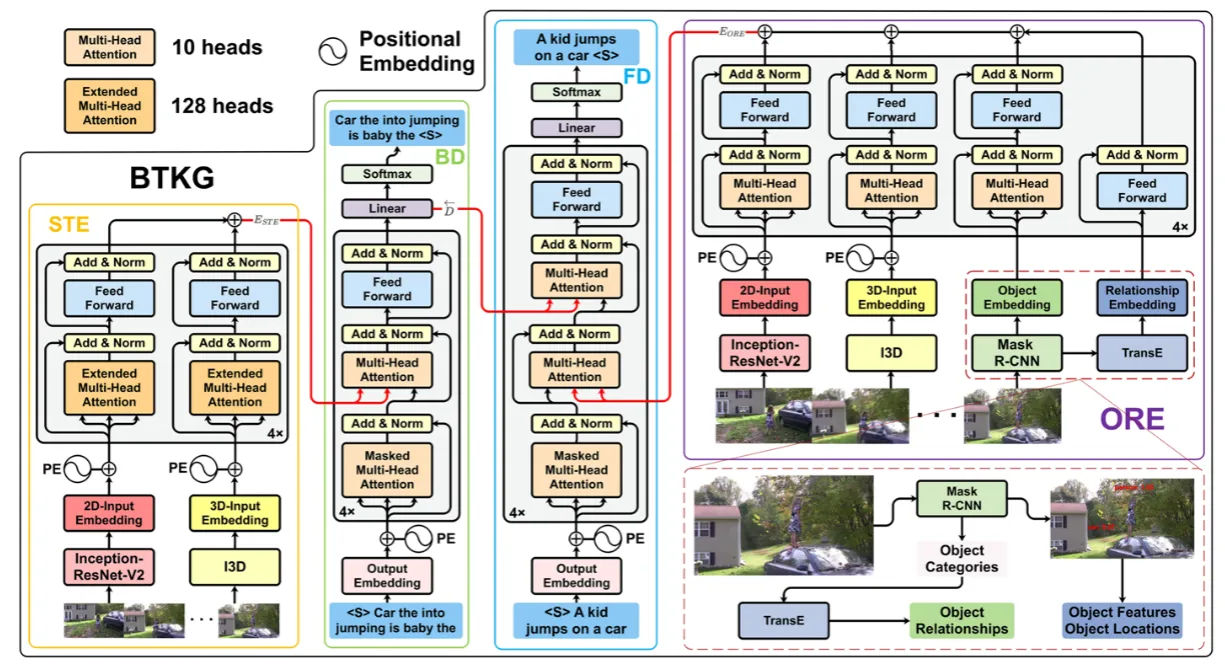 Multi-Head
Attention
10 heads
Extended
Multi-Head
Attention
128 heads
Positional
Embedding
BTKG
STE
E_STE
Add & Norm
Add & Norm
Feed
Forward
Feed
Forward
Add & Norm
Add & Norm
Extended
Multi-Head
Attention
Extended
Multi-Head
Attention
4×
PE
PE
2D-Input
Embedding
3D-Input
Embedding
Inception-
ResNet-V2
I3D
BD
Car the into jumping
is baby the <S>
Softmax
Linear
D
Add & Norm
Feed
Forward
Add & Norm
Multi-Head
Attention
Add & Norm
Masked
Multi-Head
Attention
4×
PE
Output
Embedding
<S> Car the into
jumping is baby the
FD
A kid jumps
on a car <S>
Softmax
Linear
Add & Norm
Feed
Forward
Add & Norm
Multi-Head
Attention
Add & Norm
Multi-Head
Attention
Add & Norm
Masked
Multi-Head
Attention
4×
PE
Output
Embedding
<S> A kid
jumps on a car
E_ORE
Add & Norm
Add & Norm
Add & Norm
Feed
Forward
Feed
Forward
Feed
Forward
Add & Norm
Add & Norm
Add & Norm
Add & Norm
Multi-Head
Attention
Multi-Head
Attention
Multi-Head
Attention
Feed
Forward
4×
PE
PE
2D-Input
Embedding
3D-Input
Embedding
Object
Embedding
Relationship
Embedding
Inception-
ResNet-V2
I3D
Mask
R-CNN
TransE
ORE
Mask
R-CNN
Object
Categories
TransE
Object
Relationships
Object Features
Object Locations